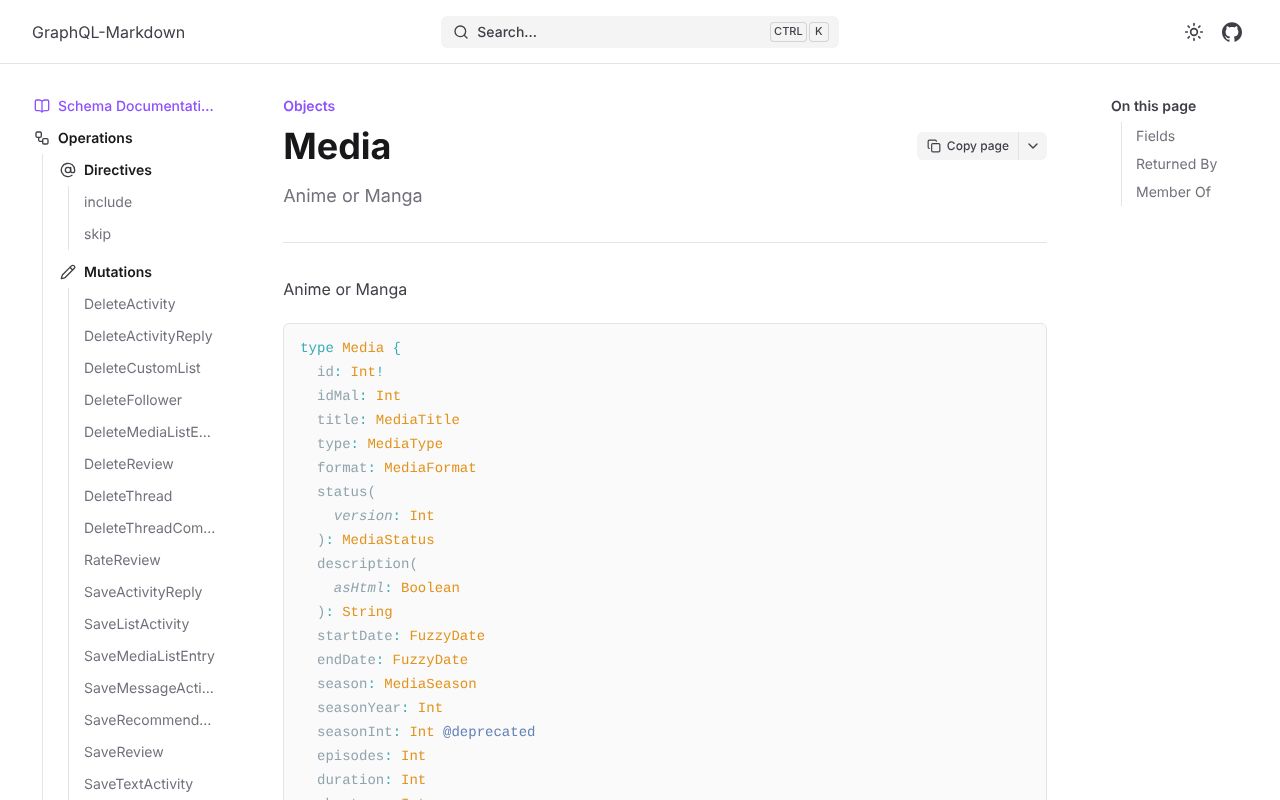 GraphQL-Markdown
Search...
CTRL K
Schema Documentati...
Operations
Directives
include
skip
Mutations
DeleteActivity
DeleteActivityReply
DeleteCustomList
DeleteFollower
DeleteMediaListE...
DeleteReview
DeleteThread
DeleteThreadCom...
RateReview
SaveActivityReply
SaveListActivity
SaveMediaListEntry
SaveMessageActi...
SaveRecommend...
SaveReview
SaveTextActivity
Objects
Media
Copy page
Anime or Manga
Anime or Manga
type Media {
  id: Int!
  idMal: Int
  title: MediaTitle
  type: MediaType
  format: MediaFormat
  status(
    version: Int
  ): MediaStatus
  description(
    asHtml: Boolean
  ): String
  startDate: FuzzyDate
  endDate: FuzzyDate
  season: MediaSeason
  seasonYear: Int
  seasonInt: Int @deprecated
  episodes: Int
  duration: Int
On this page
Fields
Returned By
Member Of